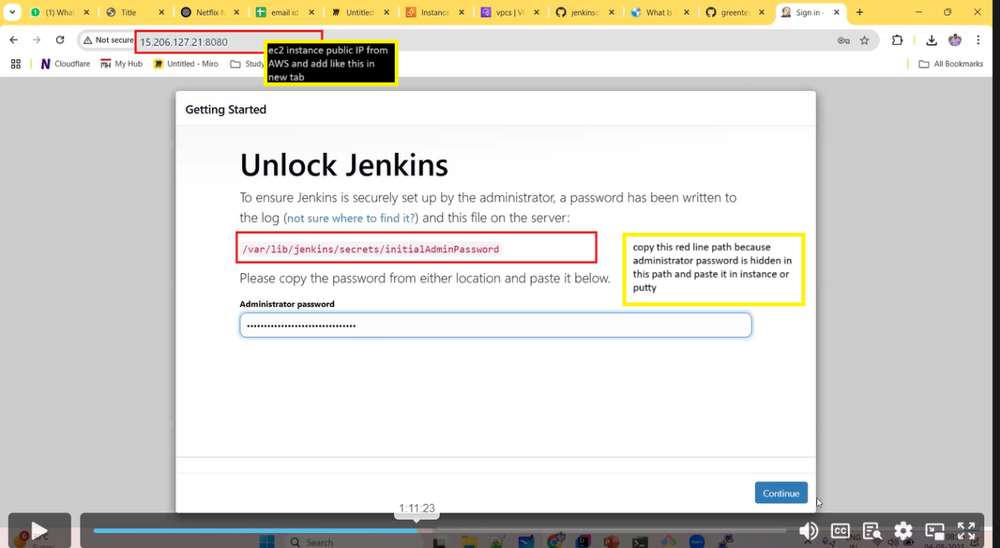 (1) What
Title
Netflix M
email id
Untitled
Instance
vpcs | Vi
jenkinsc
What Is
greente
Sign in -
Not secure
15.206.127.21:8080
Cloudflare
My Hub
Untitled - Miro
Study
All Bookmarks
ec2 instance public IP from
AWS and add like this in
new tab
Getting Started
Unlock Jenkins
To ensure Jenkins is securely set up by the administrator, a password has been written to
the log (not sure where to find it?) and this file on the server:
/var/lib/jenkins/secrets/initialAdminPassword
copy this red line path because
administrator password is hidden in
this path and paste it in instance or
putty
Please copy the password from either location and paste it below.
Administrator password
Continue
1:11:23
Search
CC